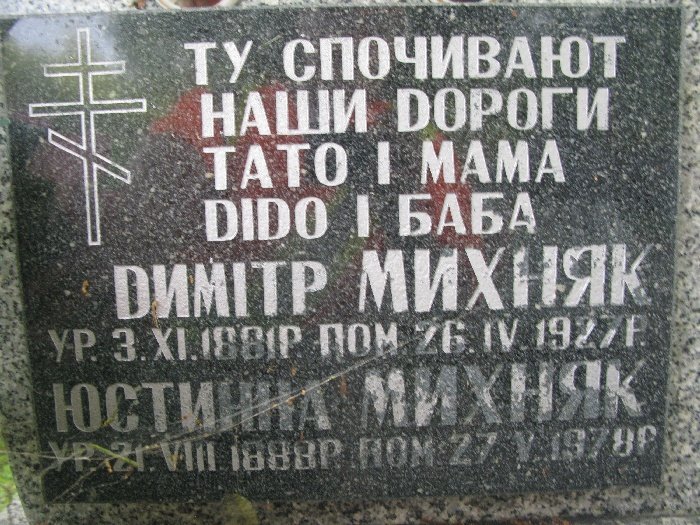 ТУ СПОЧИВАЮТ
НАШИ DОРОГИ
ТАТО І МАМА
DIDO І БАБА
DИМІТР МИХНЯК
УР. 3.XI.1881Р. ПОМ. 26.IV.1927Р.
ЮСТИННА МИХНЯК
УР. 21.VIII 1888Р. ПОМ. 27.V.1978Р